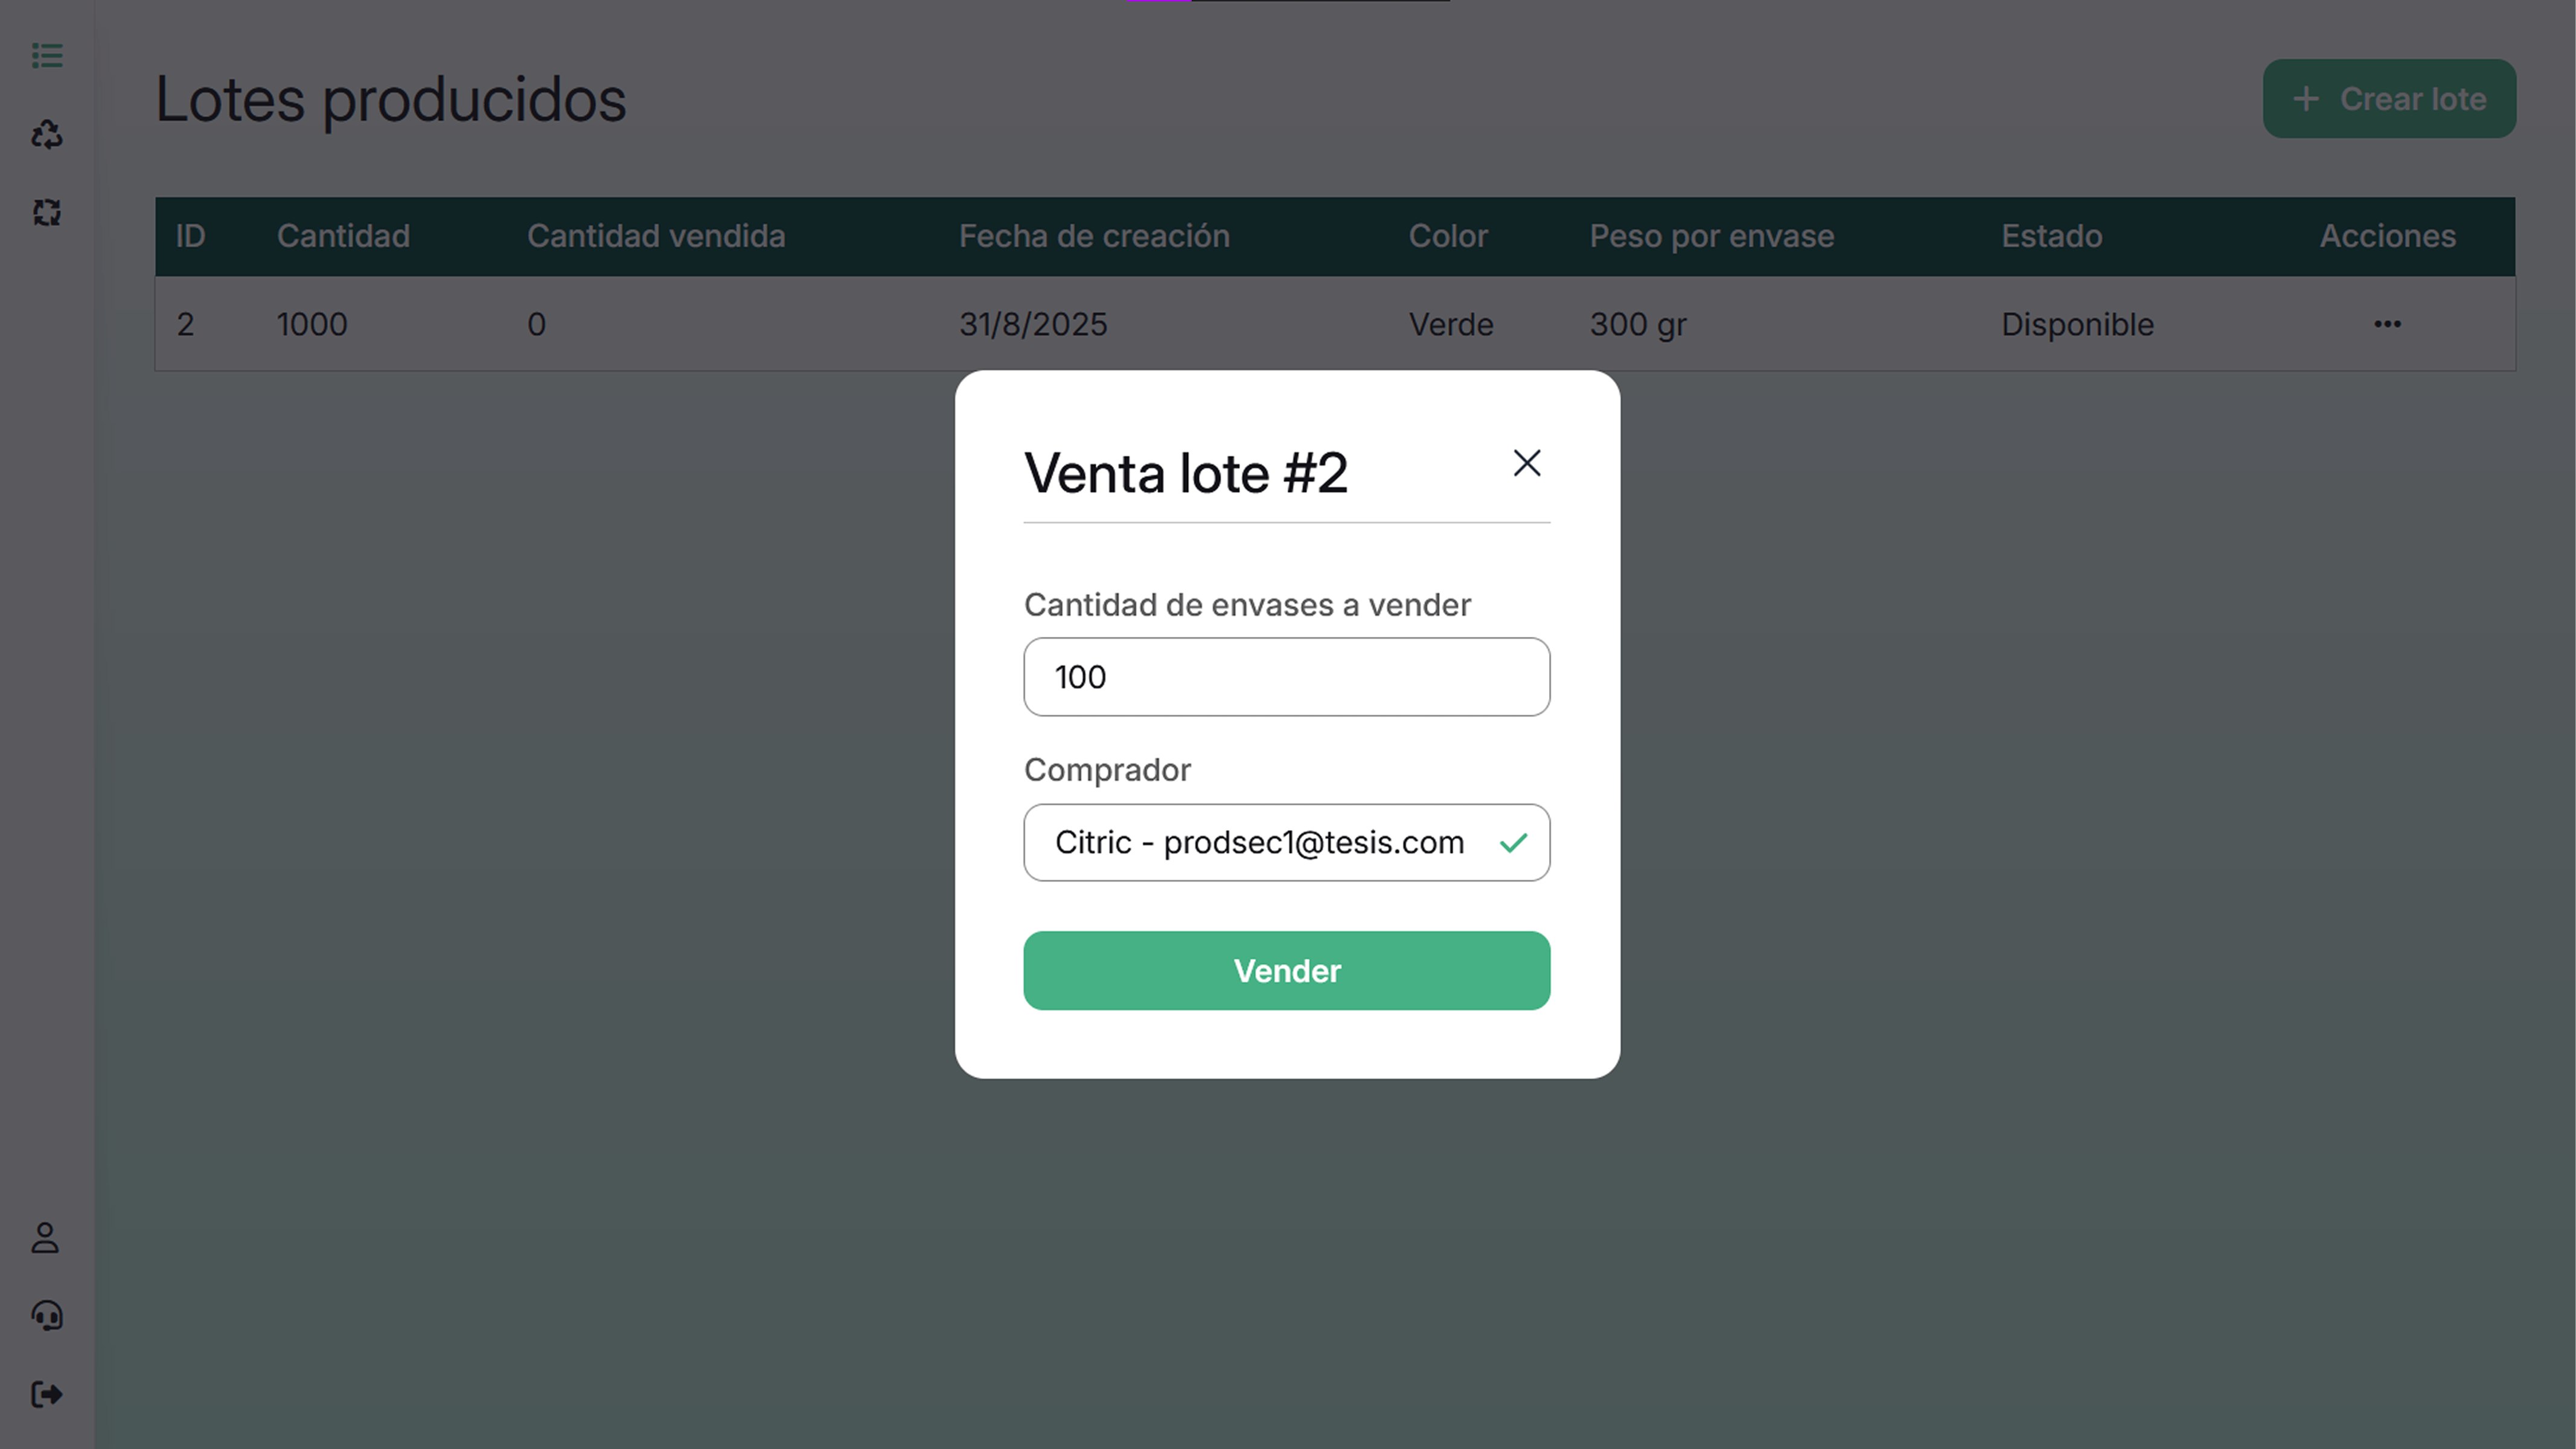 Lotes producidos
+ Crear lote
ID Cantidad Cantidad vendida Fecha de creación Color Peso por envase Estado Acciones
2 1000 0 31/8/2025 Verde 300 gr Disponible •••
Venta lote #2
Cantidad de envases a vender
100
Comprador
Citric - prodsec1@tesis.com
Vender